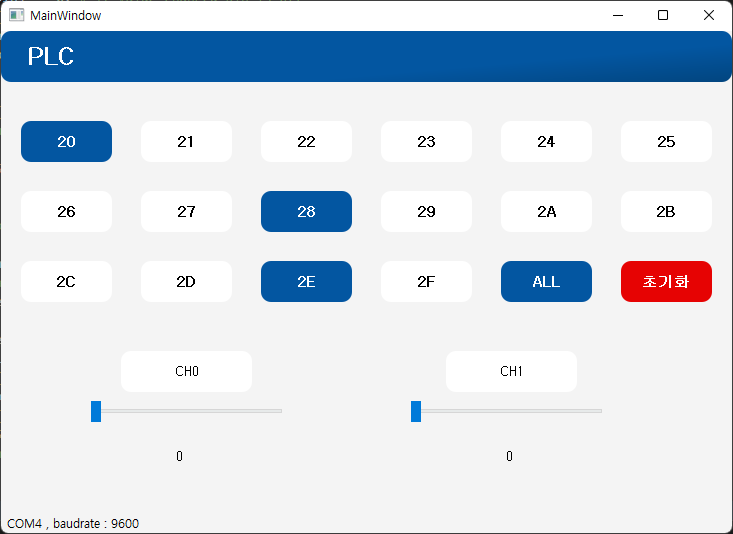 MainWindow
PLC
20 21 22 23 24 25
26 27 28 29 2A 2B
2C 2D 2E 2F ALL 초기화
CH0 CH1
0 0
COM4 , baudrate : 9600